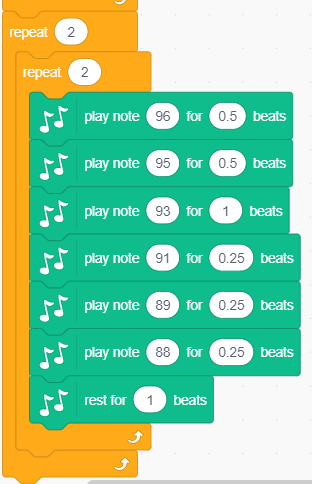 repeat 2
repeat 2
play note 96 for 0.5 beats
play note 95 for 0.5 beats
play note 93 for 1 beats
play note 91 for 0.25 beats
play note 89 for 0.25 beats
play note 88 for 0.25 beats
rest for 1 beats